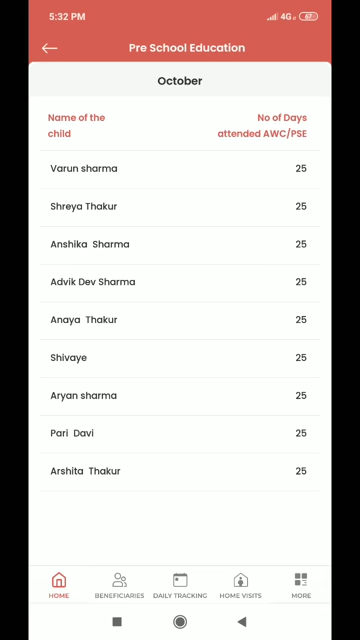 5:32 PM
4G
67
Pre School Education
October
Name of the
child
No of Days
attended AWC/PSE
Varun sharma 25
Shreya Thakur 25
Anshika Sharma 25
Advik Dev Sharma 25
Anaya Thakur 25
Shivaye 25
Aryan sharma 25
Pari Davi 25
Arshita Thakur 25
HOME BENEFICIARIES DAILY TRACKING HOME VISITS MORE